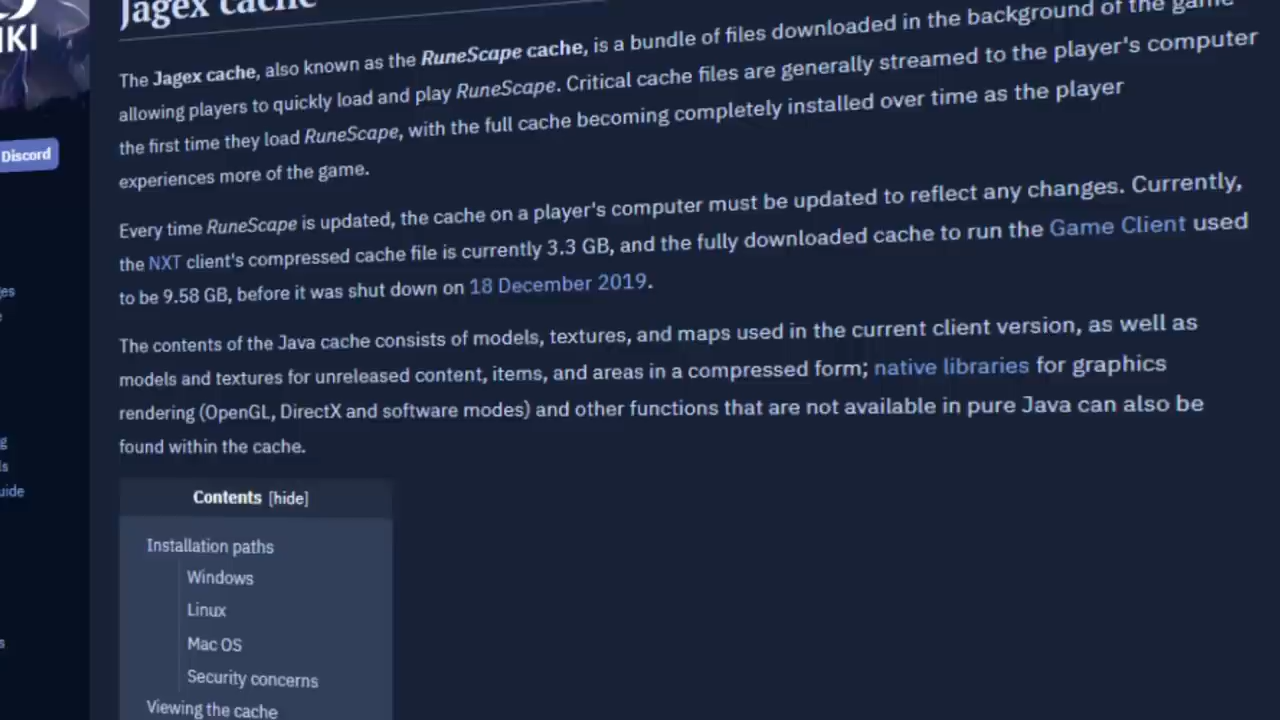 Jagex cache
IKI
The Jagex cache, also known as the RuneScape cache, is a bundle of files downloaded in the background of the game
allowing players to quickly load and play RuneScape. Critical cache files are generally streamed to the player's computer
the first time they load RuneScape, with the full cache becoming completely installed over time as the player
experiences more of the game.
Discord
Every time RuneScape is updated, the cache on a player's computer must be updated to reflect any changes. Currently,
the NXT client's compressed cache file is currently 3.3 GB, and the fully downloaded cache to run the Game Client used
to be 9.58 GB, before it was shut down on 18 December 2019.
The contents of the Java cache consists of models, textures, and maps used in the current client version, as well as
models and textures for unreleased content, items, and areas in a compressed form; native libraries for graphics
rendering (OpenGL, DirectX and software modes) and other functions that are not available in pure Java can also be
found within the cache.
Contents [hide]
Installation paths
Windows
Linux
Mac OS
Security concerns
Viewing the cache